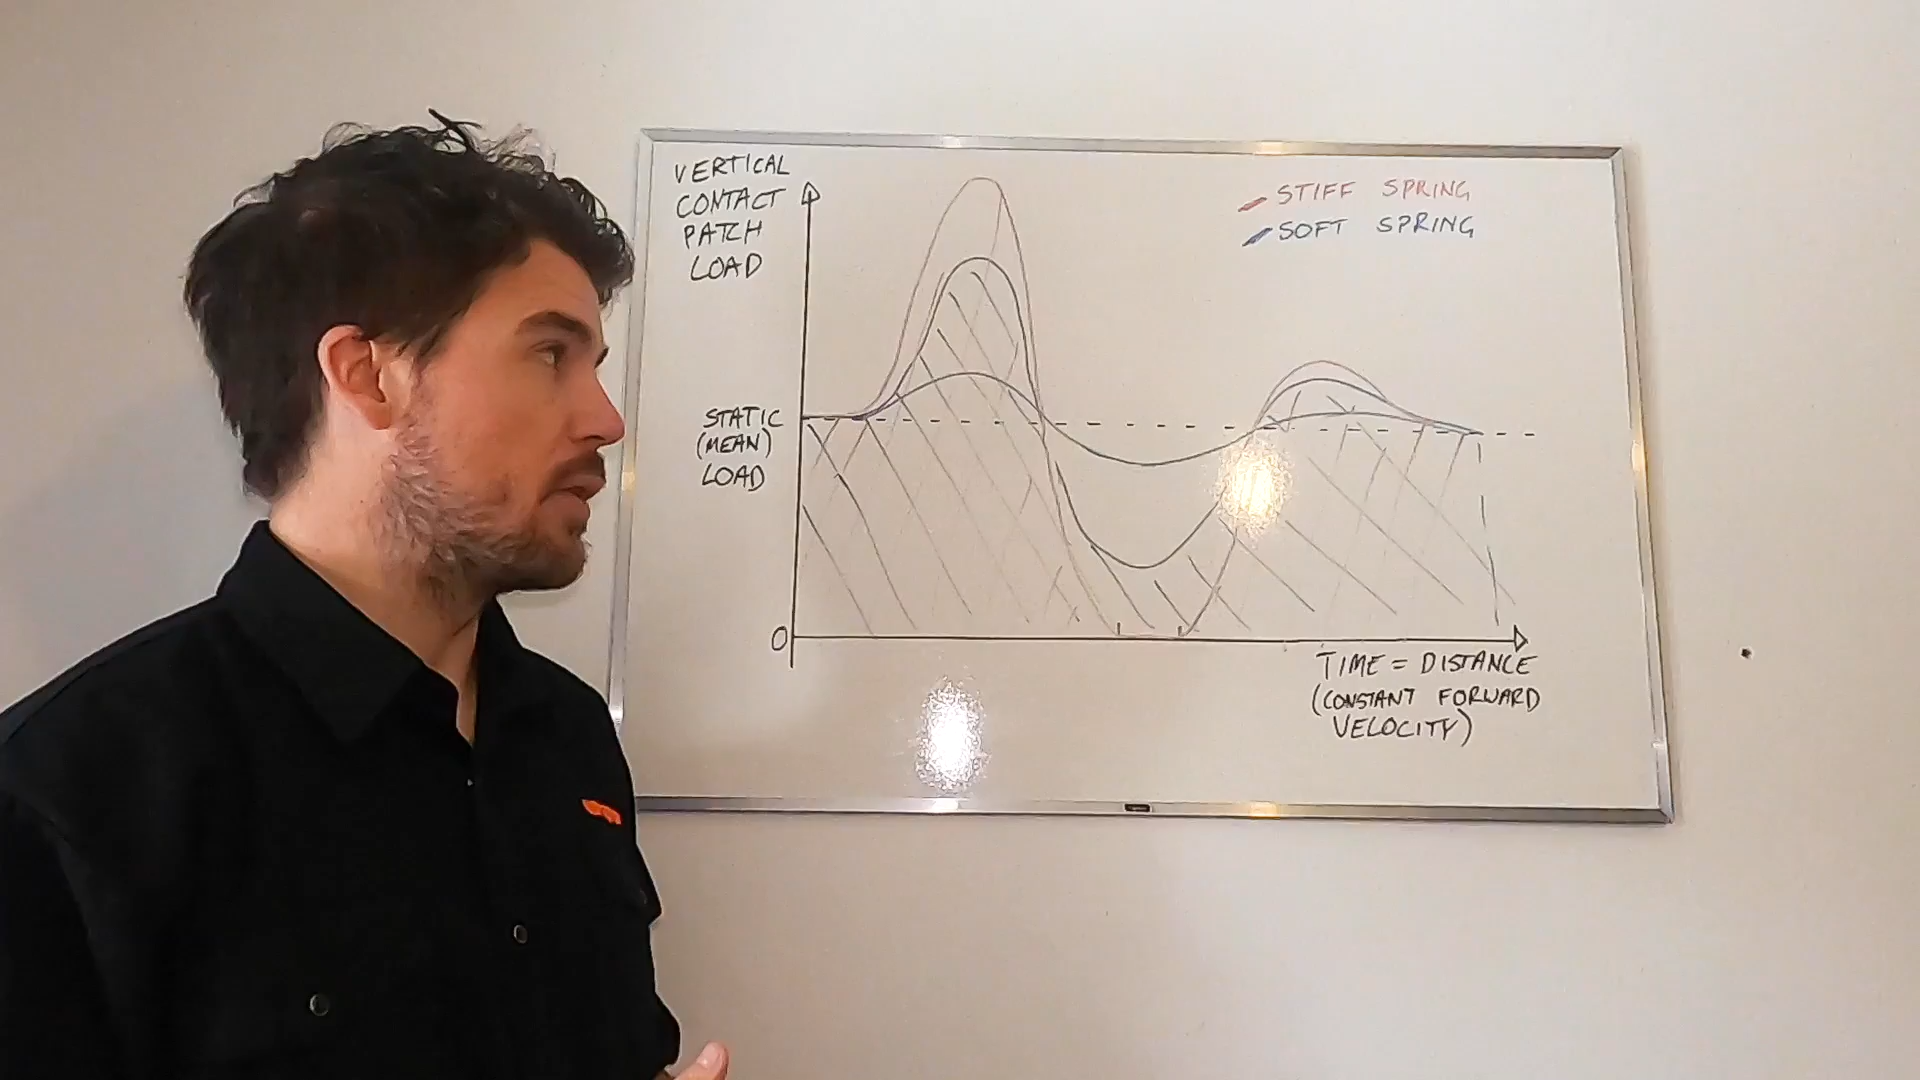 VERTICAL
CONTACT
PATCH
LOAD
STIFF SPRING
SOFT SPRING
STATIC
(MEAN)
LOAD
0
TIME = DISTANCE
(CONSTANT FORWARD
VELOCITY)